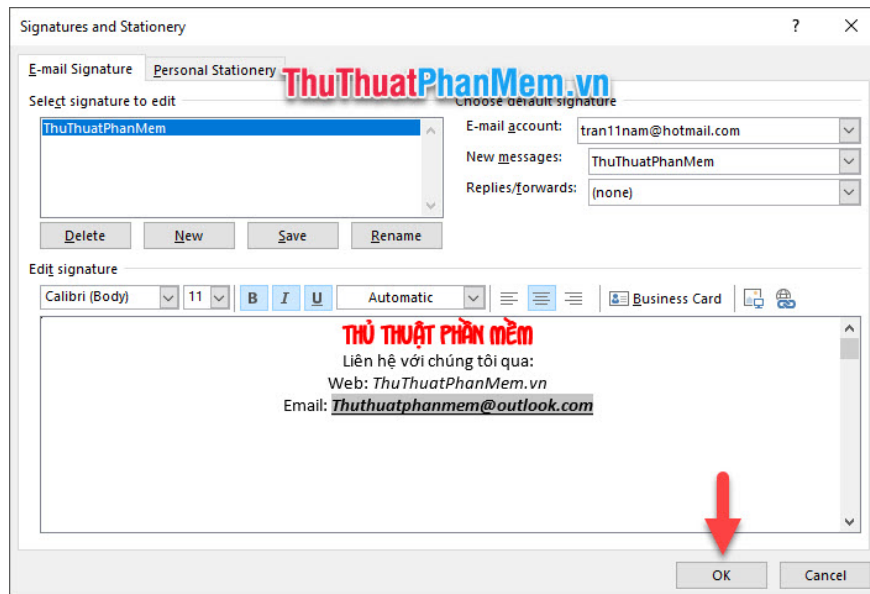 Signatures and Stationery
E-mail Signature Personal Stationery
ThuThuatPhanMem.vn
Select signature to edit
Choose default signature
ThuThuatPhanMem
E-mail account: tran11nam@hotmail.com
New messages: ThuThuatPhanMem
Replies/forwards: (none)
Delete New Save Rename
Edit signature
Calibri (Body) 11 B I U Automatic Business Card
THỦ THUẬT PHẦN MỀM
Liên hệ với chúng tôi qua:
Web: ThuThuatPhanMem.vn
Email: Thuthuatphanmem@outlook.com
OK Cancel